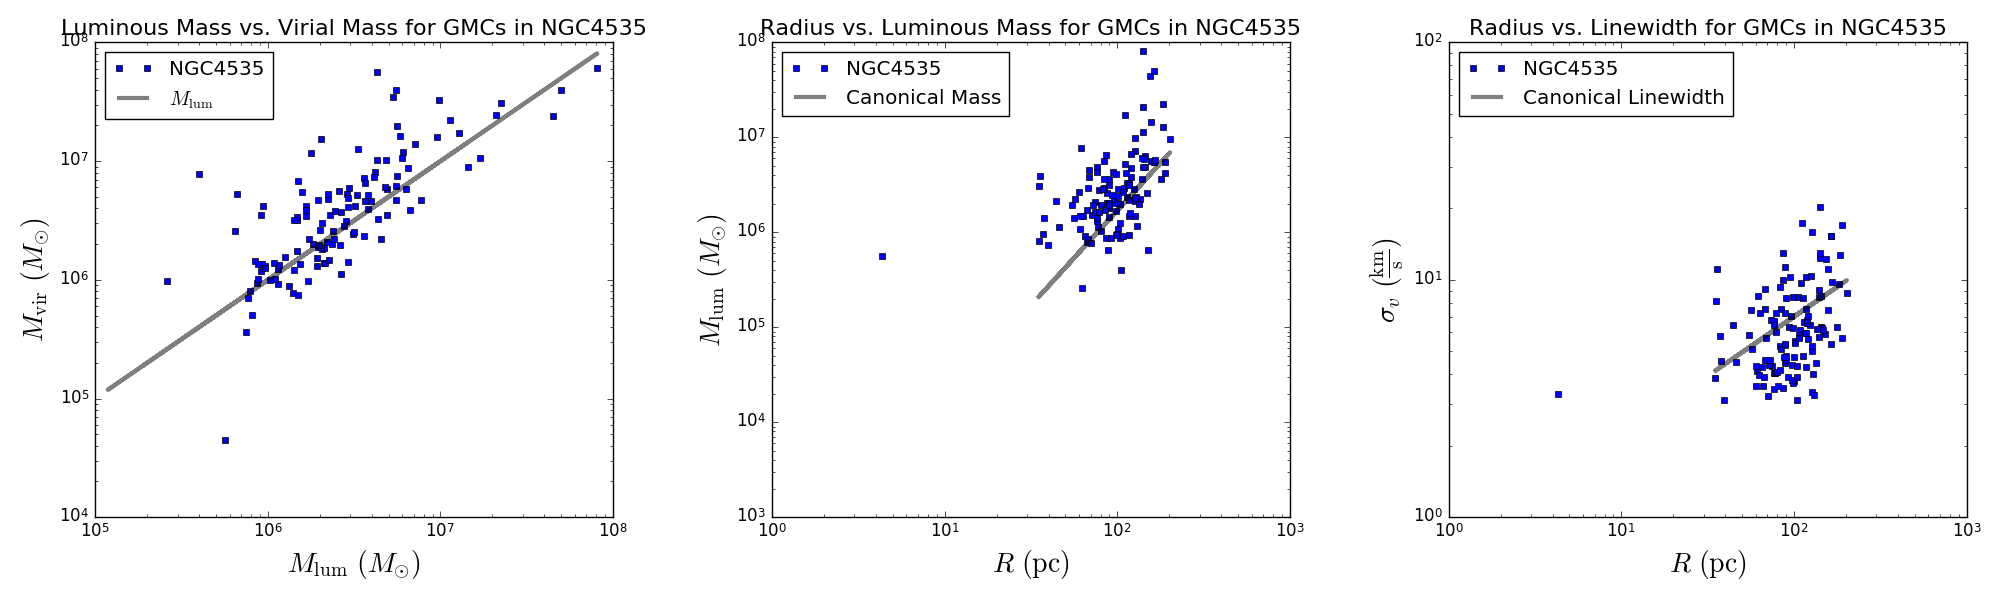 Luminous Mass vs. Virial Mass for GMCs in NGC4535
NGC4535
M_lum
10^8
10^7
10^6
10^5
10^4
M_vir (M_⊙)
10^5 10^6 10^7 10^8
M_lum (M_⊙)
Radius vs. Luminous Mass for GMCs in NGC4535
NGC4535
Canonical Mass
10^8
10^7
10^6
10^5
10^4
10^3
M_lum (M_⊙)
10^0 10^1 10^2 10^3
R (pc)
Radius vs. Linewidth for GMCs in NGC4535
NGC4535
Canonical Linewidth
10^2
10^1
10^0
σ_v (km/s)
10^0 10^1 10^2 10^3
R (pc)